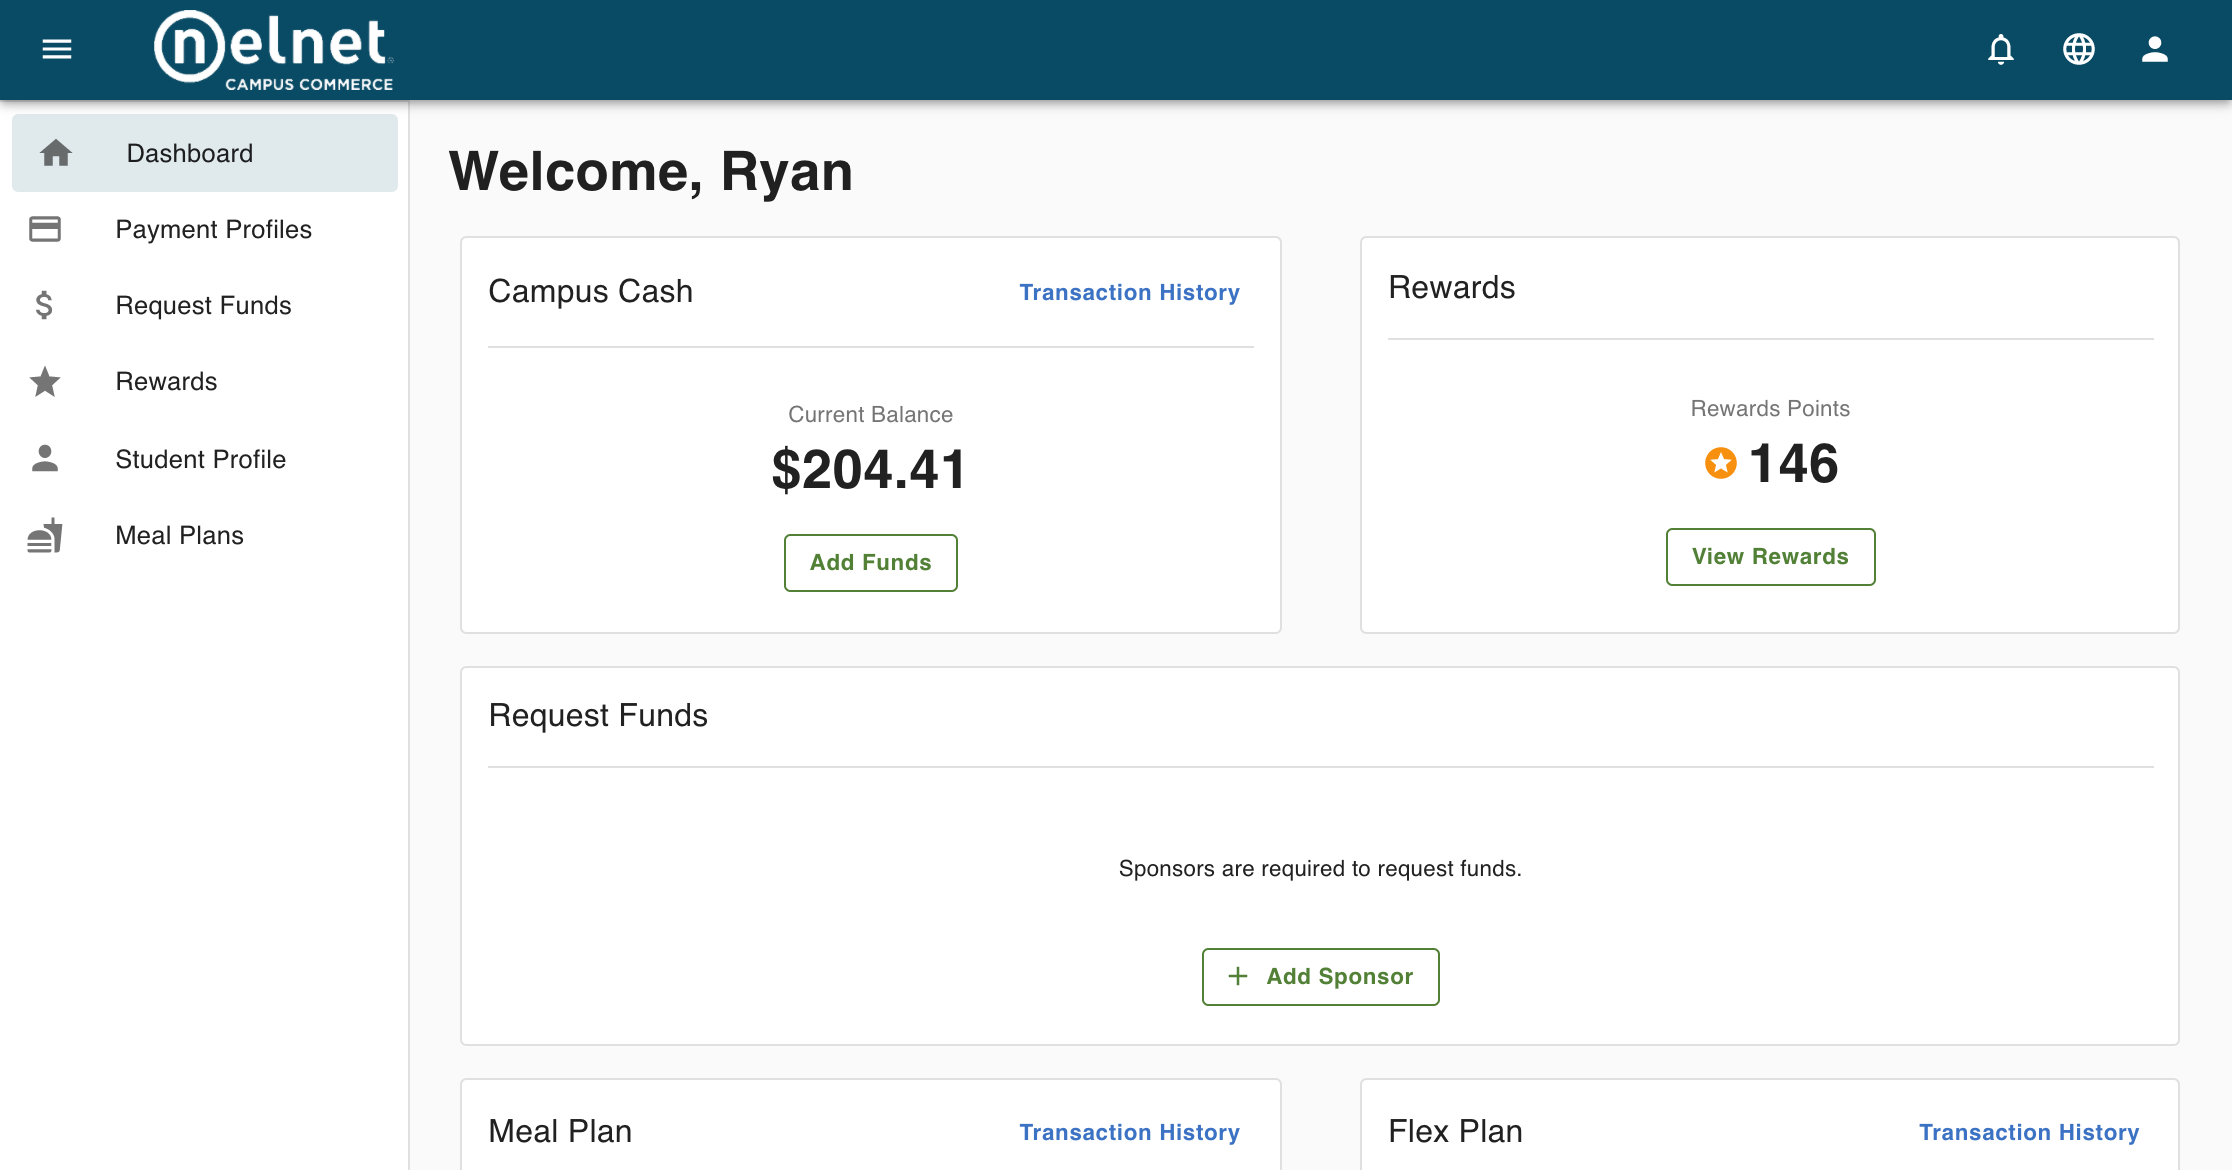 nelnet
CAMPUS COMMERCE
Dashboard
Payment Profiles
Request Funds
Rewards
Student Profile
Meal Plans
Welcome, Ryan
Campus Cash
Transaction History
Current Balance
$204.41
Add Funds
Rewards
Rewards Points
146
View Rewards
Request Funds
Sponsors are required to request funds.
+ Add Sponsor
Meal Plan
Transaction History
Flex Plan
Transaction History